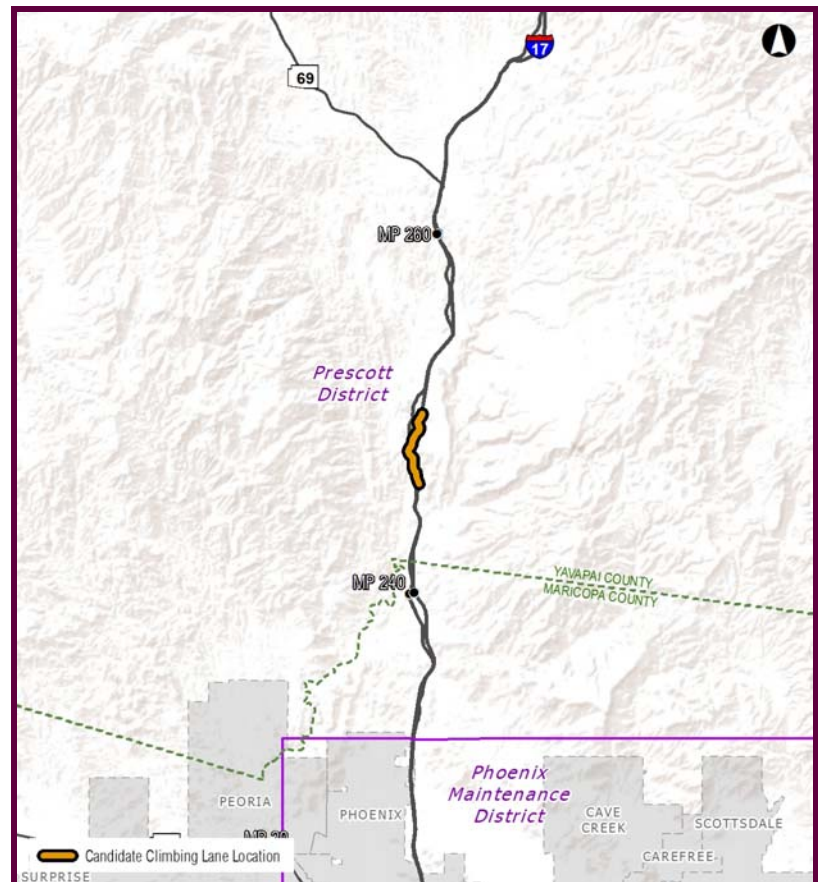 17
69
MP 260
Prescott
District
YAVAPAI COUNTY
MP 240
MARICOPA COUNTY
Phoenix
Maintenance
District
PEORIA
PHOENIX
CAVE
CREEK
SCOTTSDALE
CAREFREE
Candidate Climbing Lane Location
SURPRISE